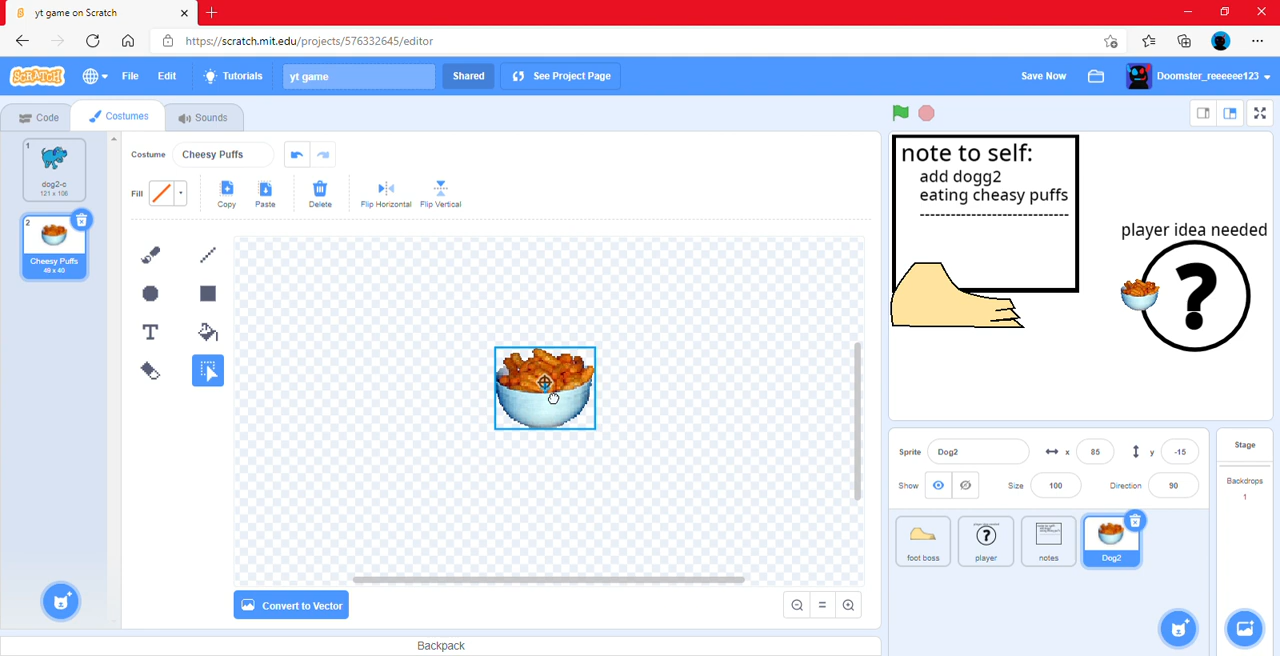 yt game on Scratch
https://scratch.mit.edu/projects/576332645/editor
SCRATCH
File
Edit
Tutorials
yt game
Shared
See Project Page
Save Now
Doomster_reeeeee123
Code
Costumes
Sounds
1
dog2-c
121 x 106
2
Cheesy Puffs
49 x 40
Costume
Cheesy Puffs
Fill
Copy
Paste
Delete
Flip Horizontal
Flip Vertical
T
Convert to Vector
Backpack
note to self:
add dogg2
eating cheasy puffs
--------------------------
player idea needed
?
Sprite
Dog2
x
85
y
-15
Show
Size
100
Direction
90
foot boss
player
notes
Dog2
Stage
Backdrops
1